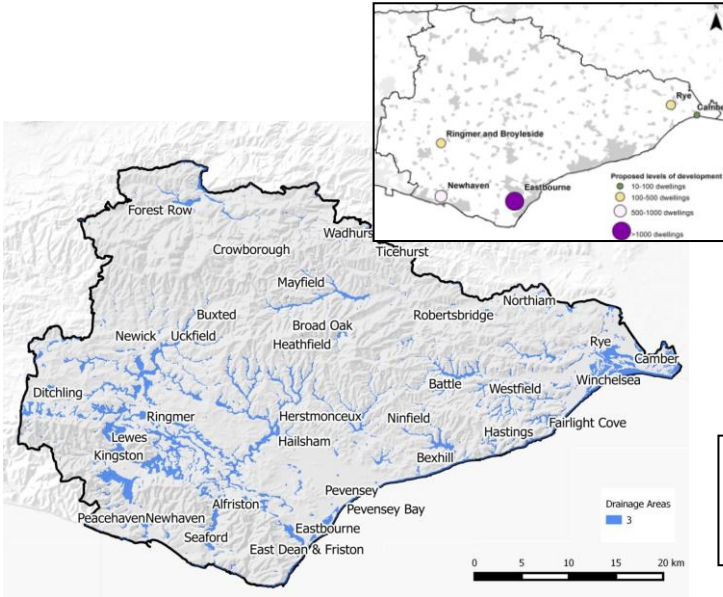 Rye
Camber
Ringmer and Broyleside
Newhaven
Eastbourne
Proposed levels of development
10-100 dwellings
100-500 dwellings
500-1000 dwellings
>1000 dwellings
Forest Row
Wadhurs
Ticehurst
Crowborough
Mayfield
Northiam
Buxted
Robertsbridge
Broad Oak
Newick
Uckfield
Heathfield
Rye
Camber
Battle
Winchelsea
Ditchling
Westfield
Ringmer
Herstmonceux
Ninfield
Fairlight Cove
Lewes
Hailsham
Hastings
Kingston
Bexhill
Pevensey
Alfriston
Pevensey Bay
Drainage Areas
3
PeacehavenNewhaven
Eastbourne
Seaford
East Dean & Friston
0 5 10 15 20 km